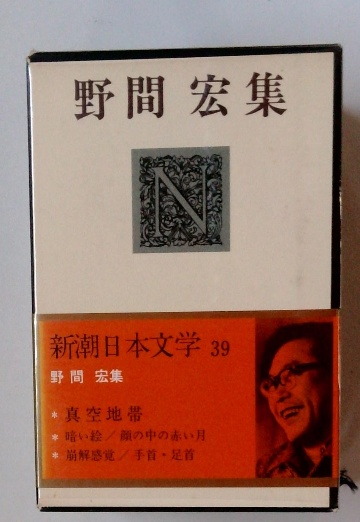 野間 宏集
N
新潮日本文学 39
野間 宏集
* 真空地帯
* 暗い絵/顔の中の赤い月
* 崩解感覚/手首・足首